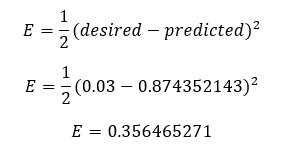 E = 1/2 (desired − predicted)²
E = 1/2 (0.03 − 0.874352143)²
E = 0.356465271